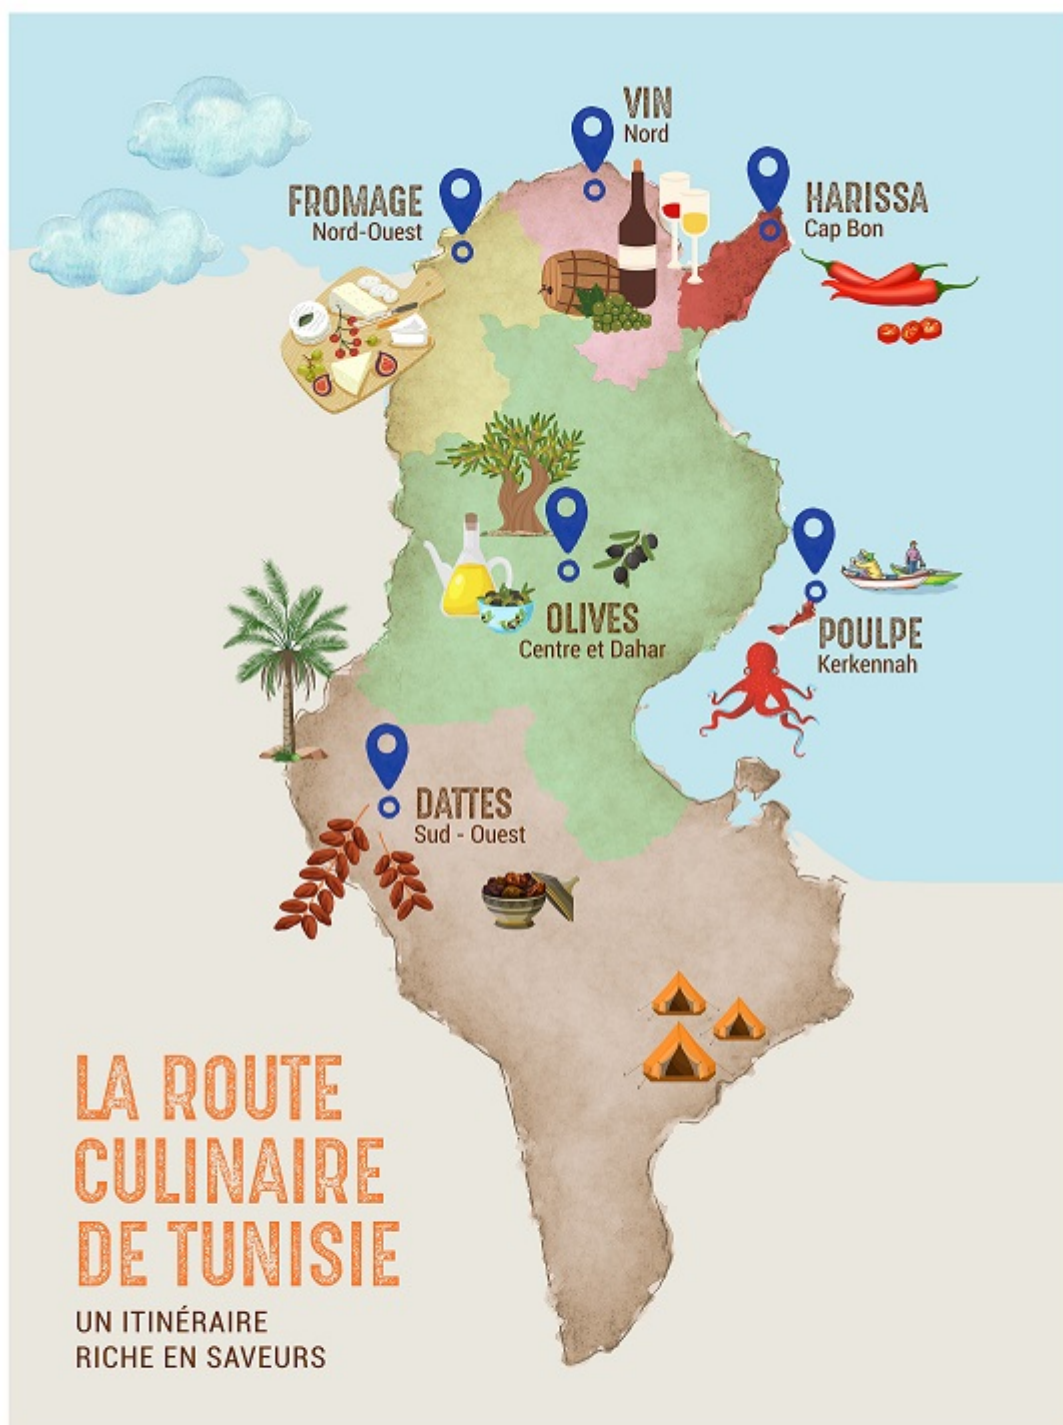 VIN
Nord
FROMAGE
Nord-Ouest
HARISSA
Cap Bon
OLIVES
Centre et Dahar
POULPE
Kerkennah
DATTES
Sud - Ouest
LA ROUTE
CULINAIRE
DE TUNISIE
UN ITINÉRAIRE
RICHE EN SAVEURS